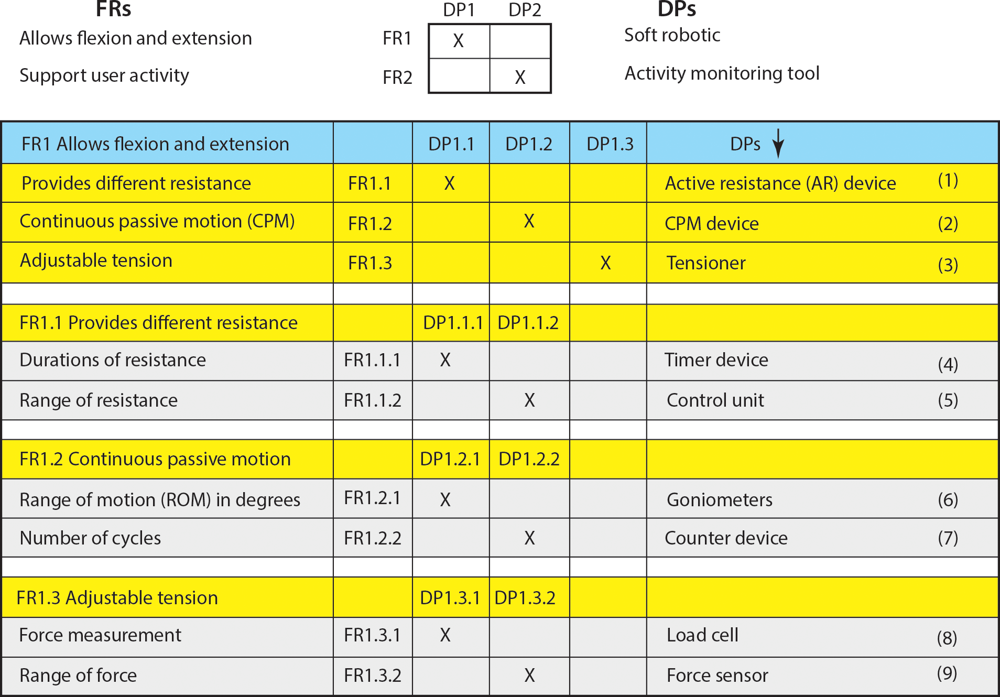 FRs DP1 DP2 DPs
Allows flexion and extension FR1 X Soft robotic
Support user activity FR2 X Activity monitoring tool
FR1 Allows flexion and extension DP1.1 DP1.2 DP1.3 DPs
Provides different resistance FR1.1 X Active resistance (AR) device (1)
Continuous passive motion (CPM) FR1.2 X CPM device (2)
Adjustable tension FR1.3 X Tensioner (3)
FR1.1 Provides different resistance DP1.1.1 DP1.1.2
Durations of resistance FR1.1.1 X Timer device (4)
Range of resistance FR1.1.2 X Control unit (5)
FR1.2 Continuous passive motion DP1.2.1 DP1.2.2
Range of motion (ROM) in degrees FR1.2.1 X Goniometers (6)
Number of cycles FR1.2.2 X Counter device (7)
FR1.3 Adjustable tension DP1.3.1 DP1.3.2
Force measurement FR1.3.1 X Load cell (8)
Range of force FR1.3.2 X Force sensor (9)